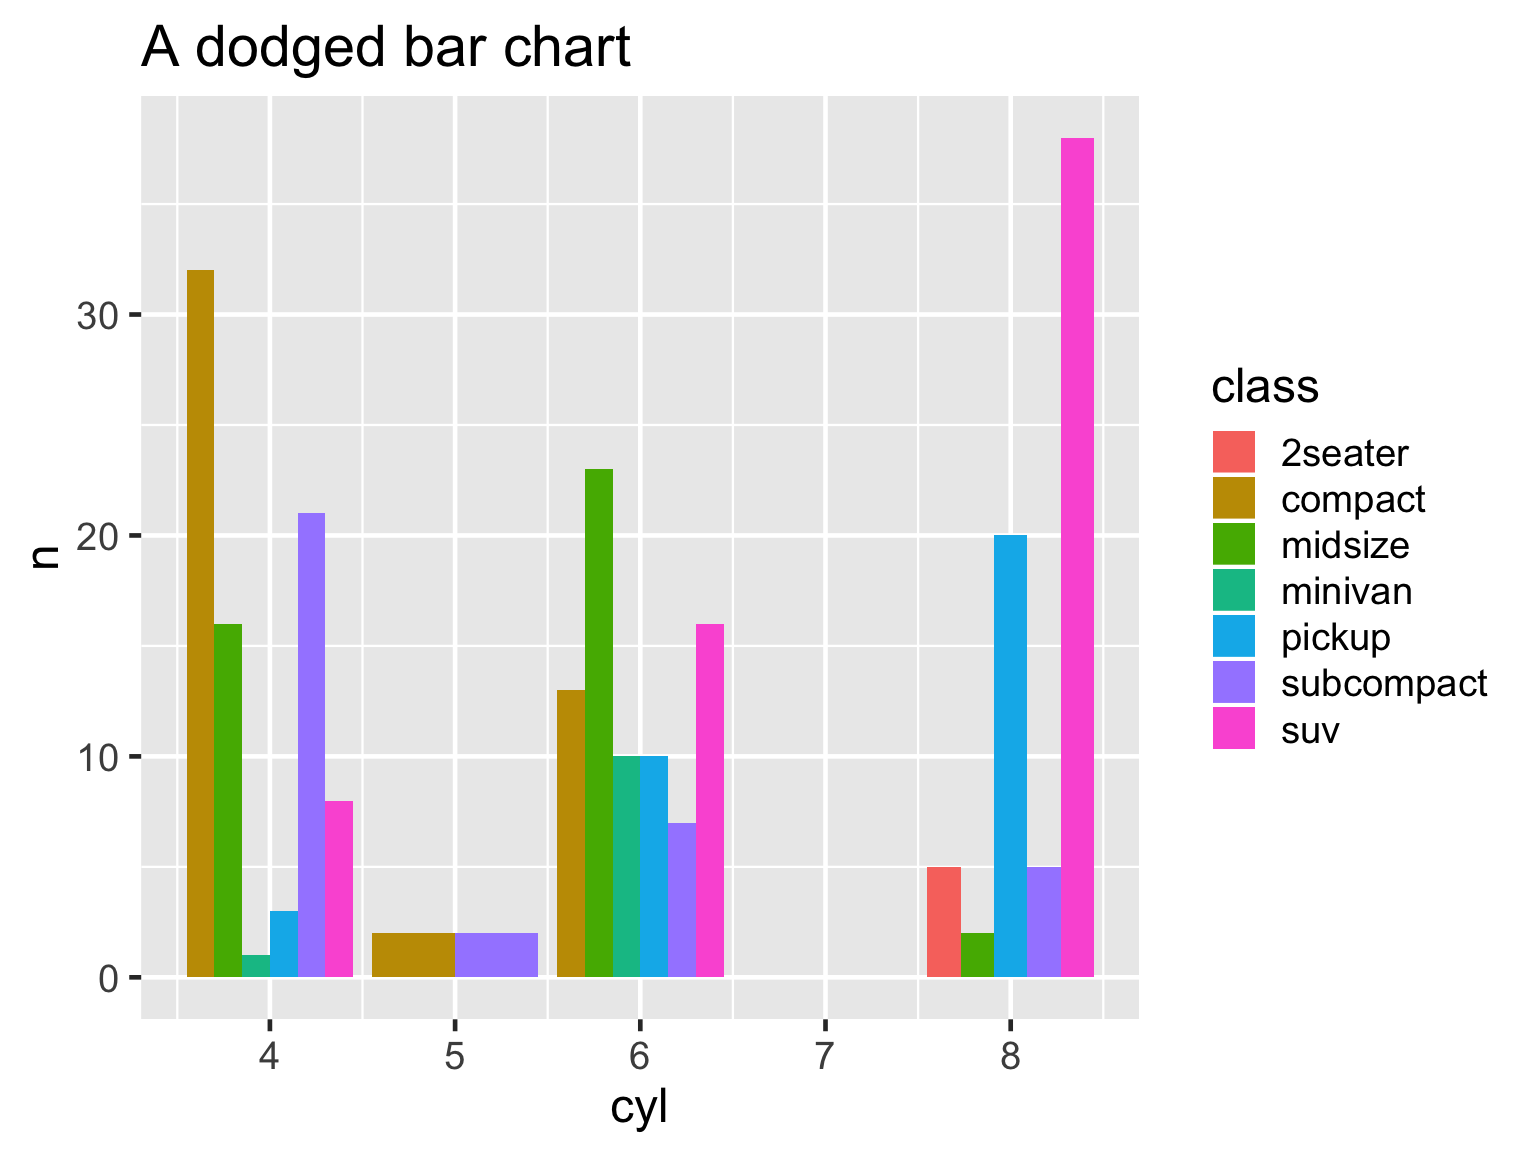 A dodged bar chart
n
30
20
10
0
4 5 6 7 8
cyl
class
2seater
compact
midsize
minivan
pickup
subcompact
suv